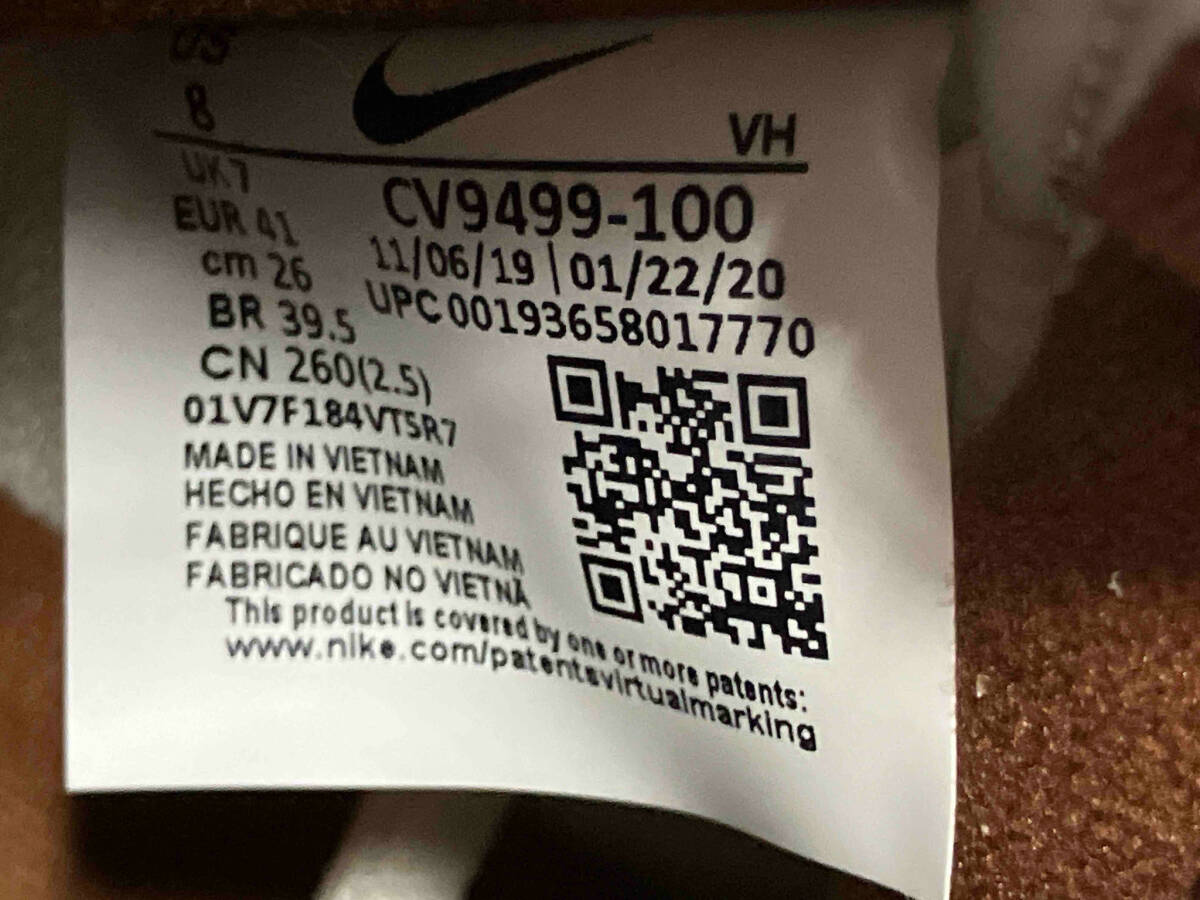 US
8
VH
UK 7
CV9499-100
EUR 41
11/06/19 | 01/22/20
cm 26
UPC 00193658017770
BR 39.5
CN 260(2.5)
01V7F184VT5R7
MADE IN VIETNAM
HECHO EN VIETNAM
FABRIQUE AU VIETNAM
FABRICADO NO VIETNÃ
This product is covered by one or more patents:
www.nike.com/patentsvirtualmarking